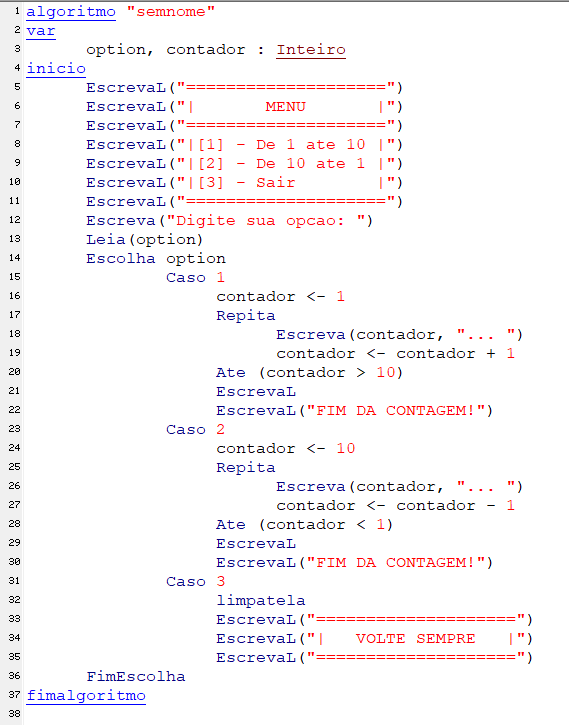 1 algoritmo "semnome"
2 var
3       option, contador : Inteiro
4 inicio
5       EscrevaL("====================")
6       EscrevaL("|       MENU       |")
7       EscrevaL("====================")
8       EscrevaL("|[1] - De 1 ate 10 |")
9       EscrevaL("|[2] - De 10 ate 1 |")
10       EscrevaL("|[3] - Sair        |")
11       EscrevaL("====================")
12       Escreva("Digite sua opcao: ")
13       Leia(option)
14       Escolha option
15               Caso 1
16                    contador <- 1
17                    Repita
18                          Escreva(contador, "... ")
19                          contador <- contador + 1
20                    Ate (contador > 10)
21                    EscrevaL
22                    EscrevaL("FIM DA CONTAGEM!")
23               Caso 2
24                    contador <- 10
25                    Repita
26                          Escreva(contador, "... ")
27                          contador <- contador - 1
28                    Ate (contador < 1)
29                    EscrevaL
30                    EscrevaL("FIM DA CONTAGEM!")
31               Caso 3
32                    limpatela
33                    EscrevaL("====================")
34                    EscrevaL("|   VOLTE SEMPRE   |")
35                    EscrevaL("====================")
36       FimEscolha
37 fimalgoritmo
38